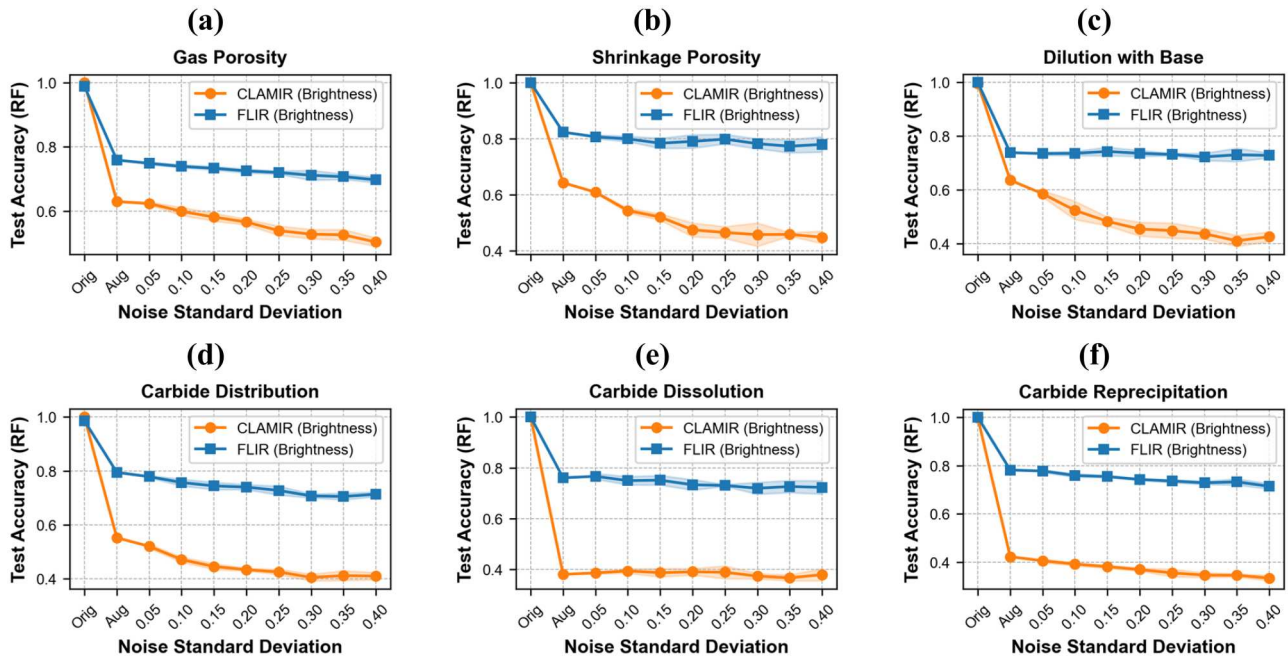 (a)
Gas Porosity
Test Accuracy (RF)
1.0
0.8
0.6
CLAMIR (Brightness)
FLIR (Brightness)
Orig Aug 0.05 0.10 0.15 0.20 0.25 0.30 0.35 0.40
Noise Standard Deviation
(b)
Shrinkage Porosity
Test Accuracy (RF)
1.0
0.8
0.6
0.4
CLAMIR (Brightness)
FLIR (Brightness)
Orig Aug 0.05 0.10 0.15 0.20 0.25 0.30 0.35 0.40
Noise Standard Deviation
(c)
Dilution with Base
Test Accuracy (RF)
1.0
0.8
0.6
0.4
CLAMIR (Brightness)
FLIR (Brightness)
Orig Aug 0.05 0.10 0.15 0.20 0.25 0.30 0.35 0.40
Noise Standard Deviation
(d)
Carbide Distribution
Test Accuracy (RF)
1.0
0.8
0.6
0.4
CLAMIR (Brightness)
FLIR (Brightness)
Orig Aug 0.05 0.10 0.15 0.20 0.25 0.30 0.35 0.40
Noise Standard Deviation
(e)
Carbide Dissolution
Test Accuracy (RF)
1.0
0.8
0.6
0.4
CLAMIR (Brightness)
FLIR (Brightness)
Orig Aug 0.05 0.10 0.15 0.20 0.25 0.30 0.35 0.40
Noise Standard Deviation
(f)
Carbide Reprecipitation
Test Accuracy (RF)
1.0
0.8
0.6
0.4
CLAMIR (Brightness)
FLIR (Brightness)
Orig Aug 0.05 0.10 0.15 0.20 0.25 0.30 0.35 0.40
Noise Standard Deviation